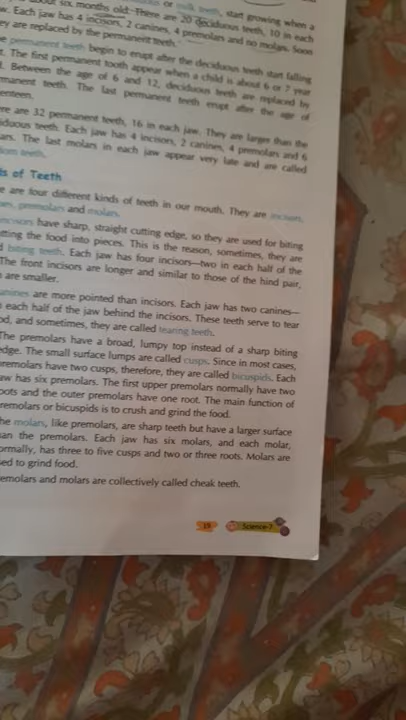 about six months old. There are 20 deciduous teeth, 10 in each
or milk teeth, start growing when a
w. Each jaw has 4 incisors, 2 canines, 4 premolars and no molars. Soon
ey are replaced by the permanent teeth.
e permanent teeth begin to erupt after the deciduous teeth start falling
t. The first permanent tooth appear when a child is about 6 or 7 year
l. Between the age of 6 and 12, deciduous teeth are replaced by
manent teeth. The last permanent teeth erupt after the age of
enteen.
re are 32 permanent teeth, 16 in each jaw. They are larger than the
iduous teeth. Each jaw has 4 incisors, 2 canines, 4 premolars and 6
ars. The last molars in each jaw appear very late and are called
dom teeth.
ds of Teeth
e are four different kinds of teeth in our mouth. They are incisors,
nes, premolars and molars.
incisors have sharp, straight cutting edge, so they are used for biting
tting the food into pieces. This is the reason, sometimes, they are
d biting teeth. Each jaw has four incisors—two in each half of the
The front incisors are longer and similar to those of the hind pair,
h are smaller.
anines are more pointed than incisors. Each jaw has two canines—
n each half of the jaw behind the incisors. These teeth serve to tear
od, and sometimes, they are called tearing teeth.
The premolars have a broad, lumpy top instead of a sharp biting
edge. The small surface lumps are called cusps. Since in most cases,
premolars have two cusps, therefore, they are called bicuspids. Each
aw has six premolars. The first upper premolars normally have two
oots and the outer premolars have one root. The main function of
remolars or bicuspids is to crush and grind the food.
he molars, like premolars, are sharp teeth but have a larger surface
an the premolars. Each jaw has six molars, and each molar,
ormally, has three to five cusps and two or three roots. Molars are
sed to grind food.
emolars and molars are collectively called cheak teeth.
19 Science-7